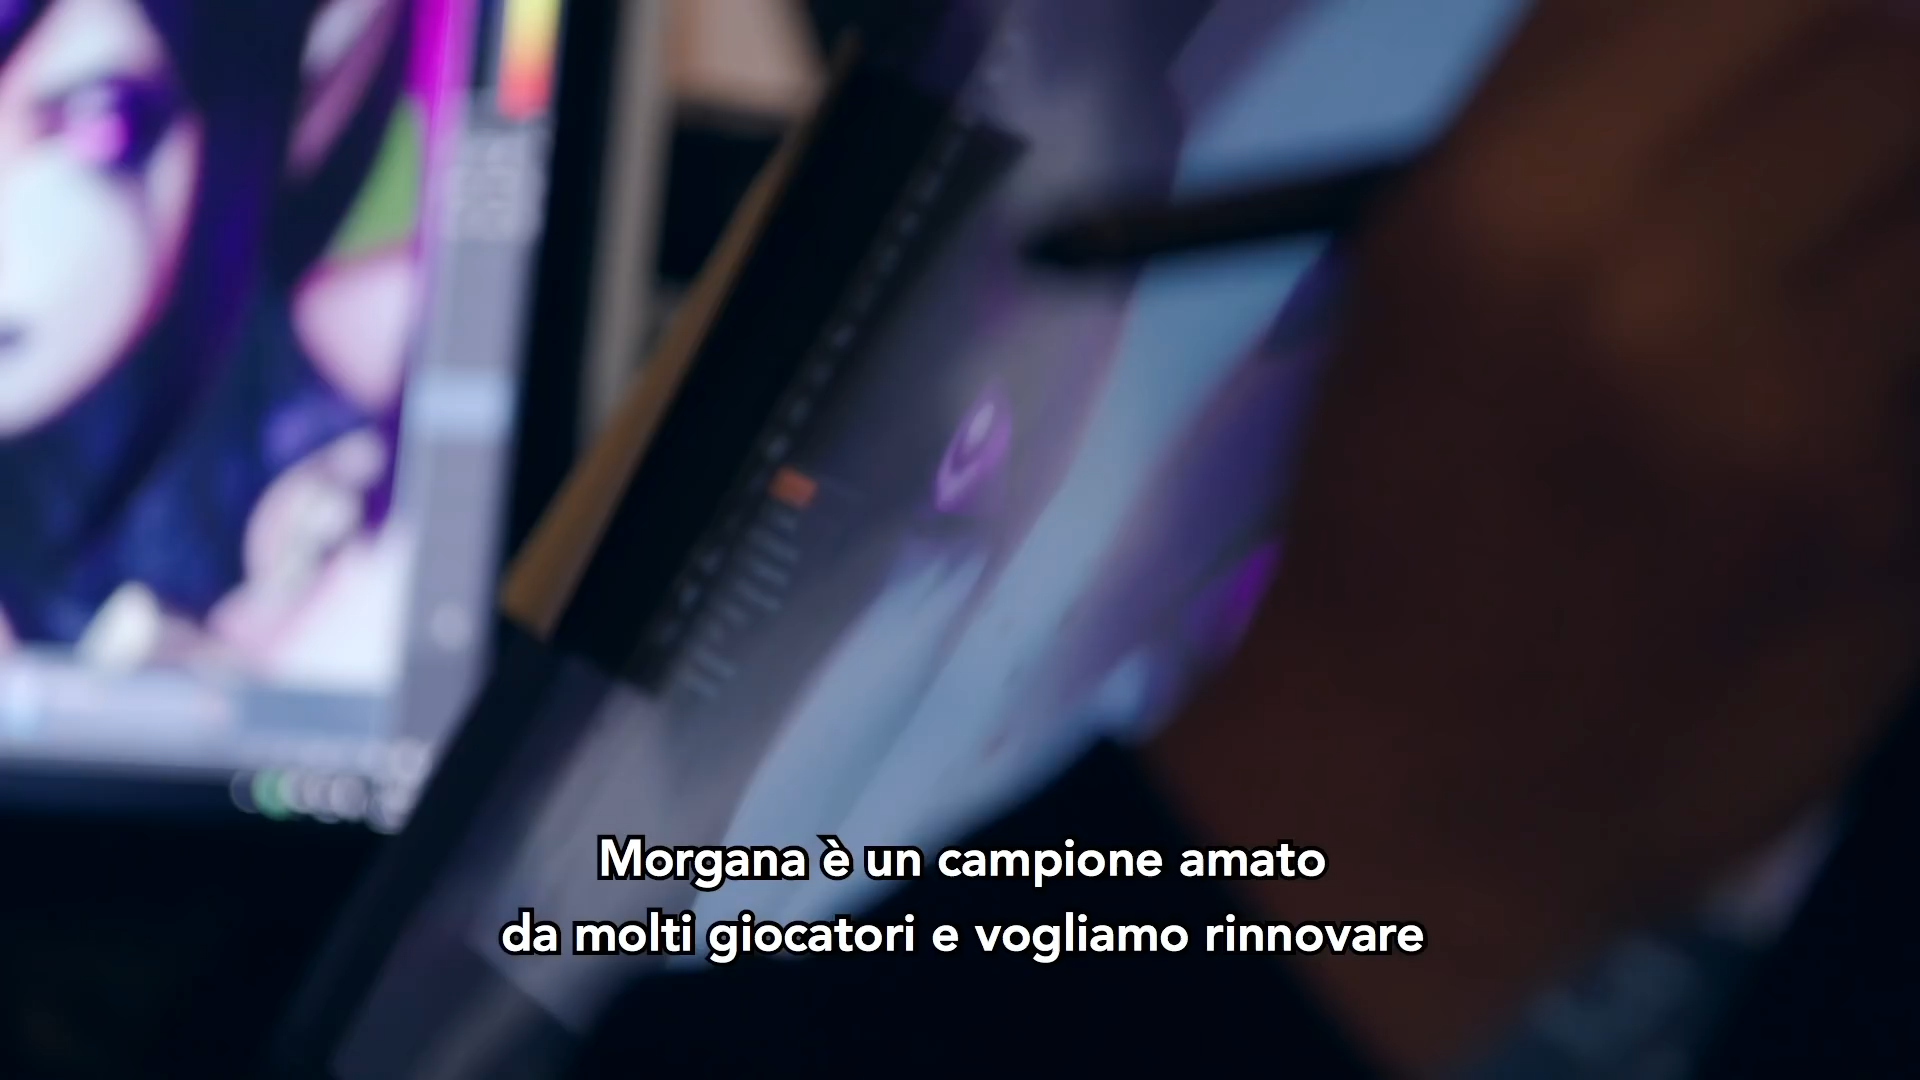 Morgana è un campione amato
da molti giocatori e vogliamo rinnovare